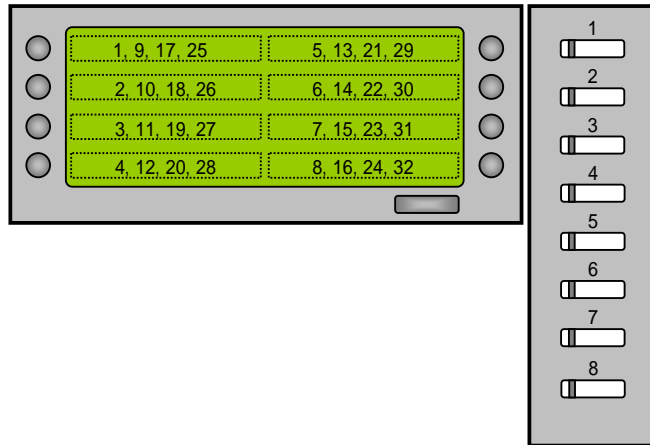 1, 9, 17, 25
5, 13, 21, 29
2, 10, 18, 26
6, 14, 22, 30
3, 11, 19, 27
7, 15, 23, 31
4, 12, 20, 28
8, 16, 24, 32
1
2
3
4
5
6
7
8